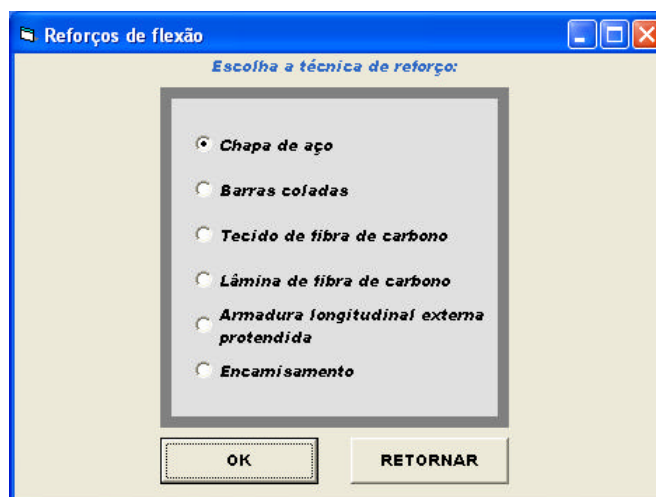 Reforços de flexão
Escolha a técnica de reforço:
Chapa de aço
Barras coladas
Tecido de fibra de carbono
Lâmina de fibra de carbono
Armadura longitudinal externa
protendida
Encamisamento
OK
RETORNAR